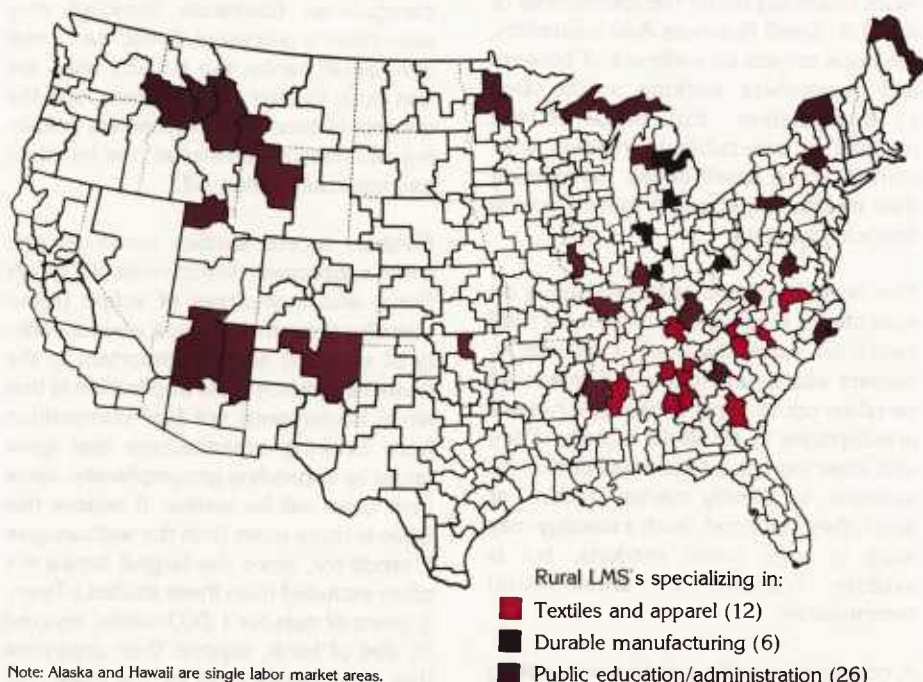 Rural LMS's specializing in:
Textiles and apparel (12)
Durable manufacturing (6)
Public education/administration (26)
Note: Alaska and Hawaii are single labor market areas.